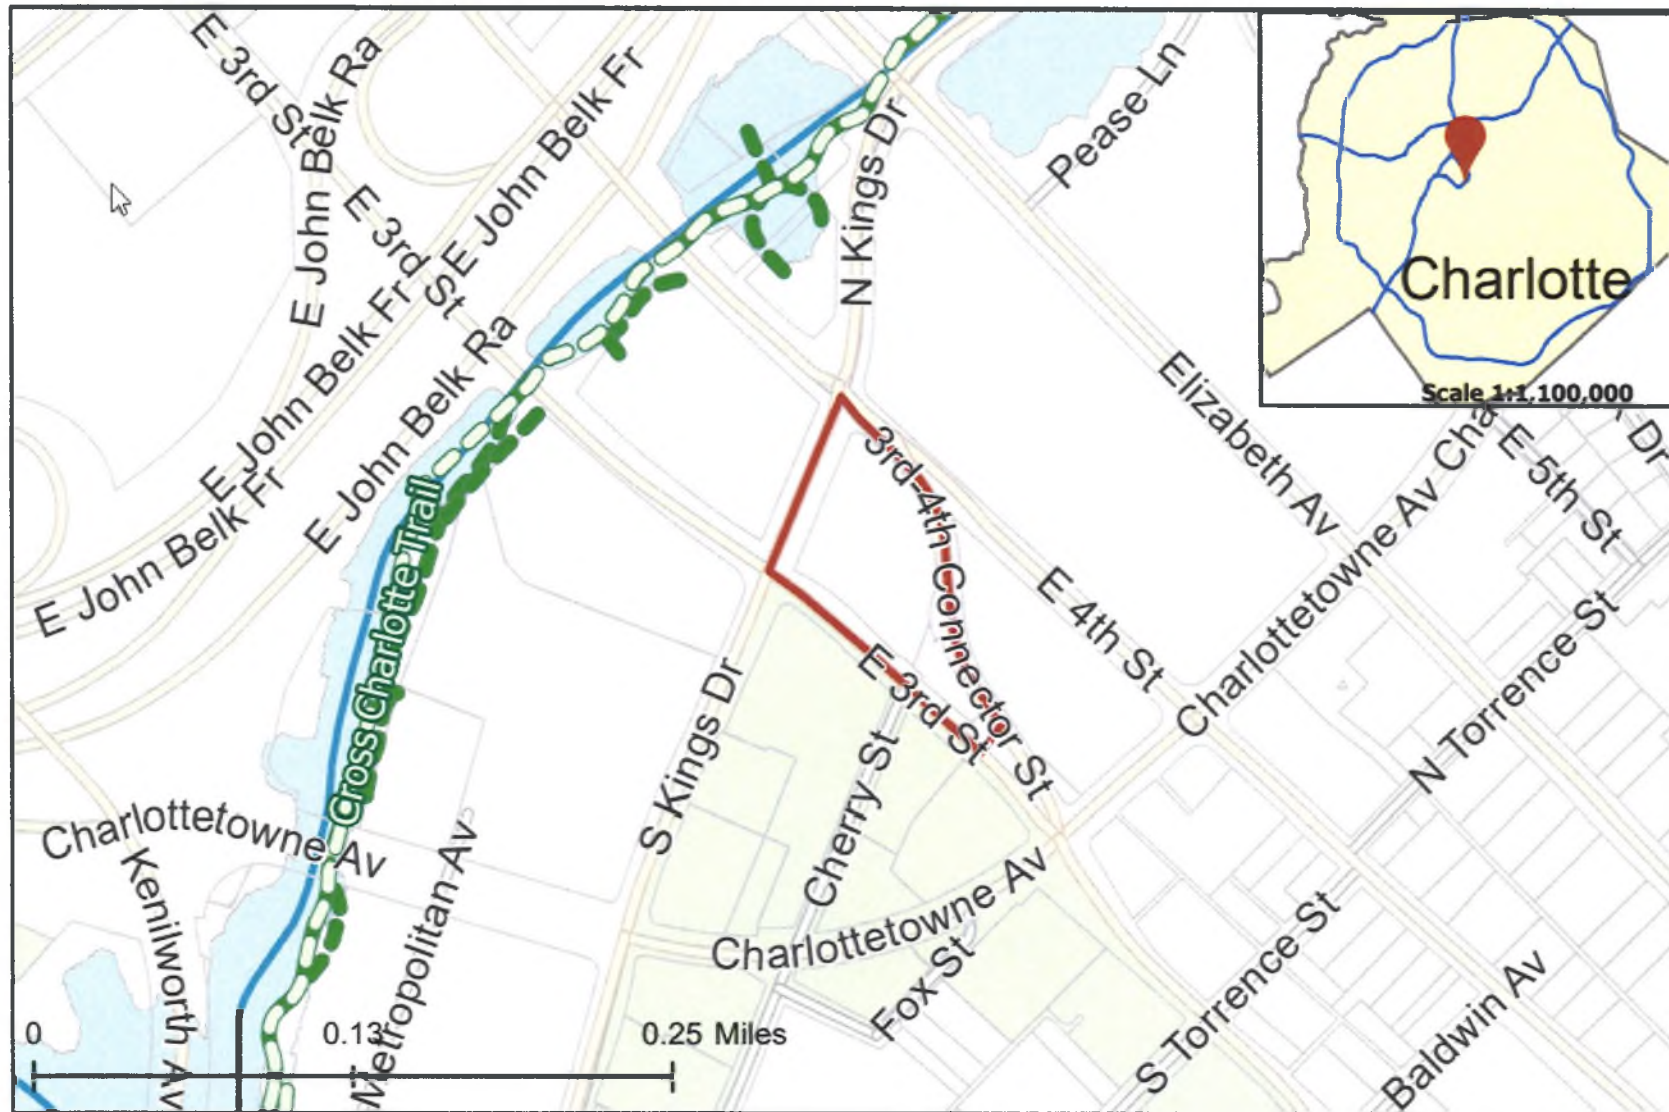 E 3rd St
E John Belk Ra
E 3rd St
E John Belk Fr
N Kings Dr
Pease Ln
Charlotte
Scale 1:1,100,000
E John Belk Fr
E John Belk Fr
E John Belk Ra
Elizabeth Av
Charlottetowne Av
Cha
E 5th St
Dr
3rd-4th Connector St
E 4th St
Cross Charlotte Trail
E 3rd St
S Kings Dr
Cherry St
N Torrence St
Charlottetowne Av
Kenilworth Av
Metropolitan Av
Charlottetowne Av
Fox St
S Torrence St
Baldwin Av
0
0.13
0.25 Miles